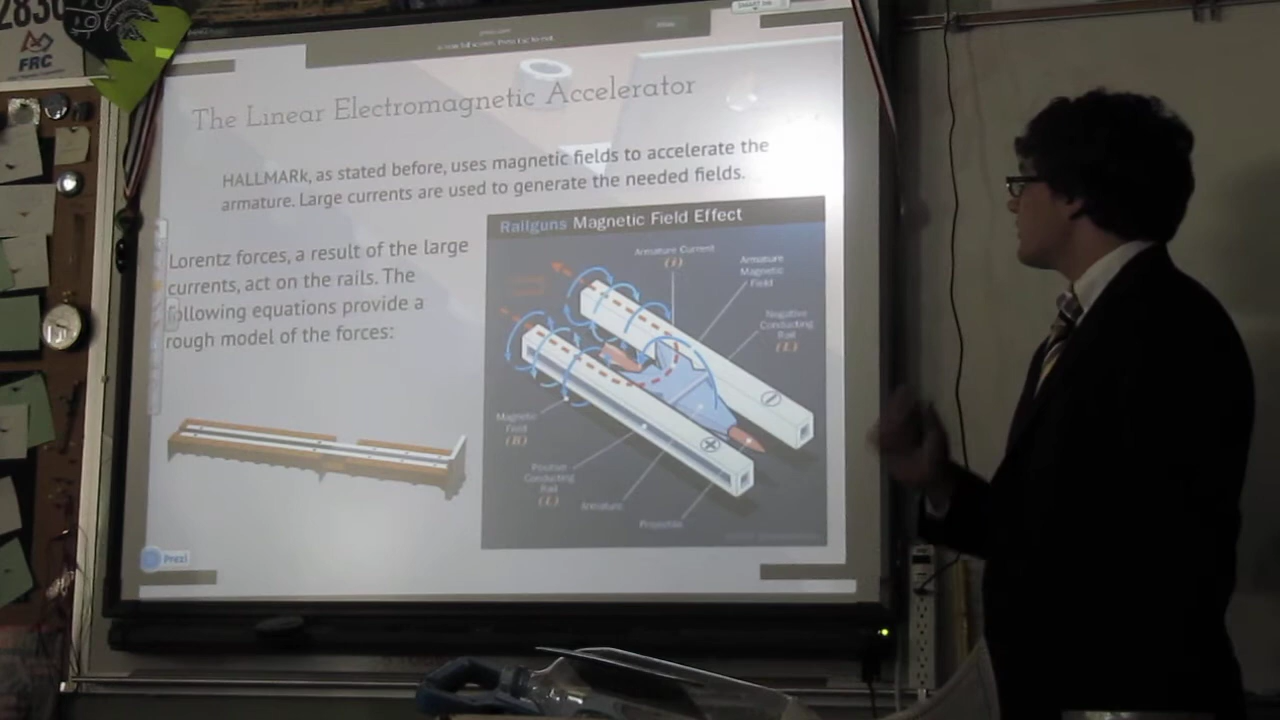 2830
FRC
SMART
The Linear Electromagnetic Accelerator
HALLMARk, as stated before, uses magnetic fields to accelerate the
armature. Large currents are used to generate the needed fields.
Lorentz forces, a result of the large
currents, act on the rails. The
following equations provide a
rough model of the forces:
Railguns Magnetic Field Effect
Armature Current
(i)
Armature
Magnetic
Field
Negative
Conducting
Rail
(L)
Magnetic
Field
(B)
Positive
Conducting
Rail
(L)
Armature
Projectile
Prezi